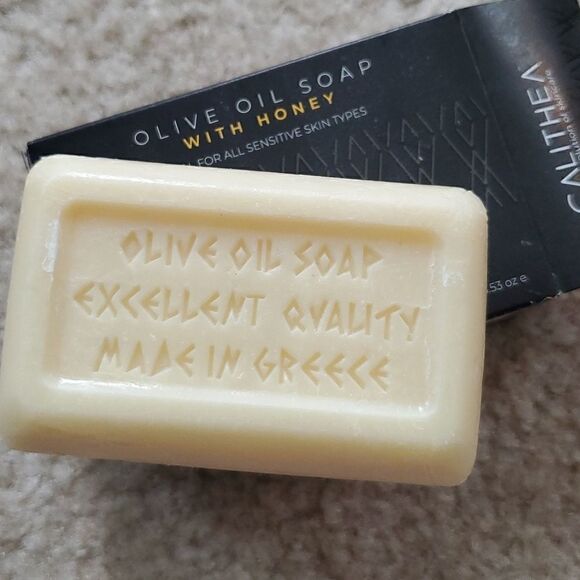 OLIVE OIL SOAP
WITH HONEY
FOR ALL SENSITIVE SKIN TYPES
CALITHEA
.53 oz e
OLIVE OIL SOAP
EXCELLENT QVALITY
MADE IN GREECE